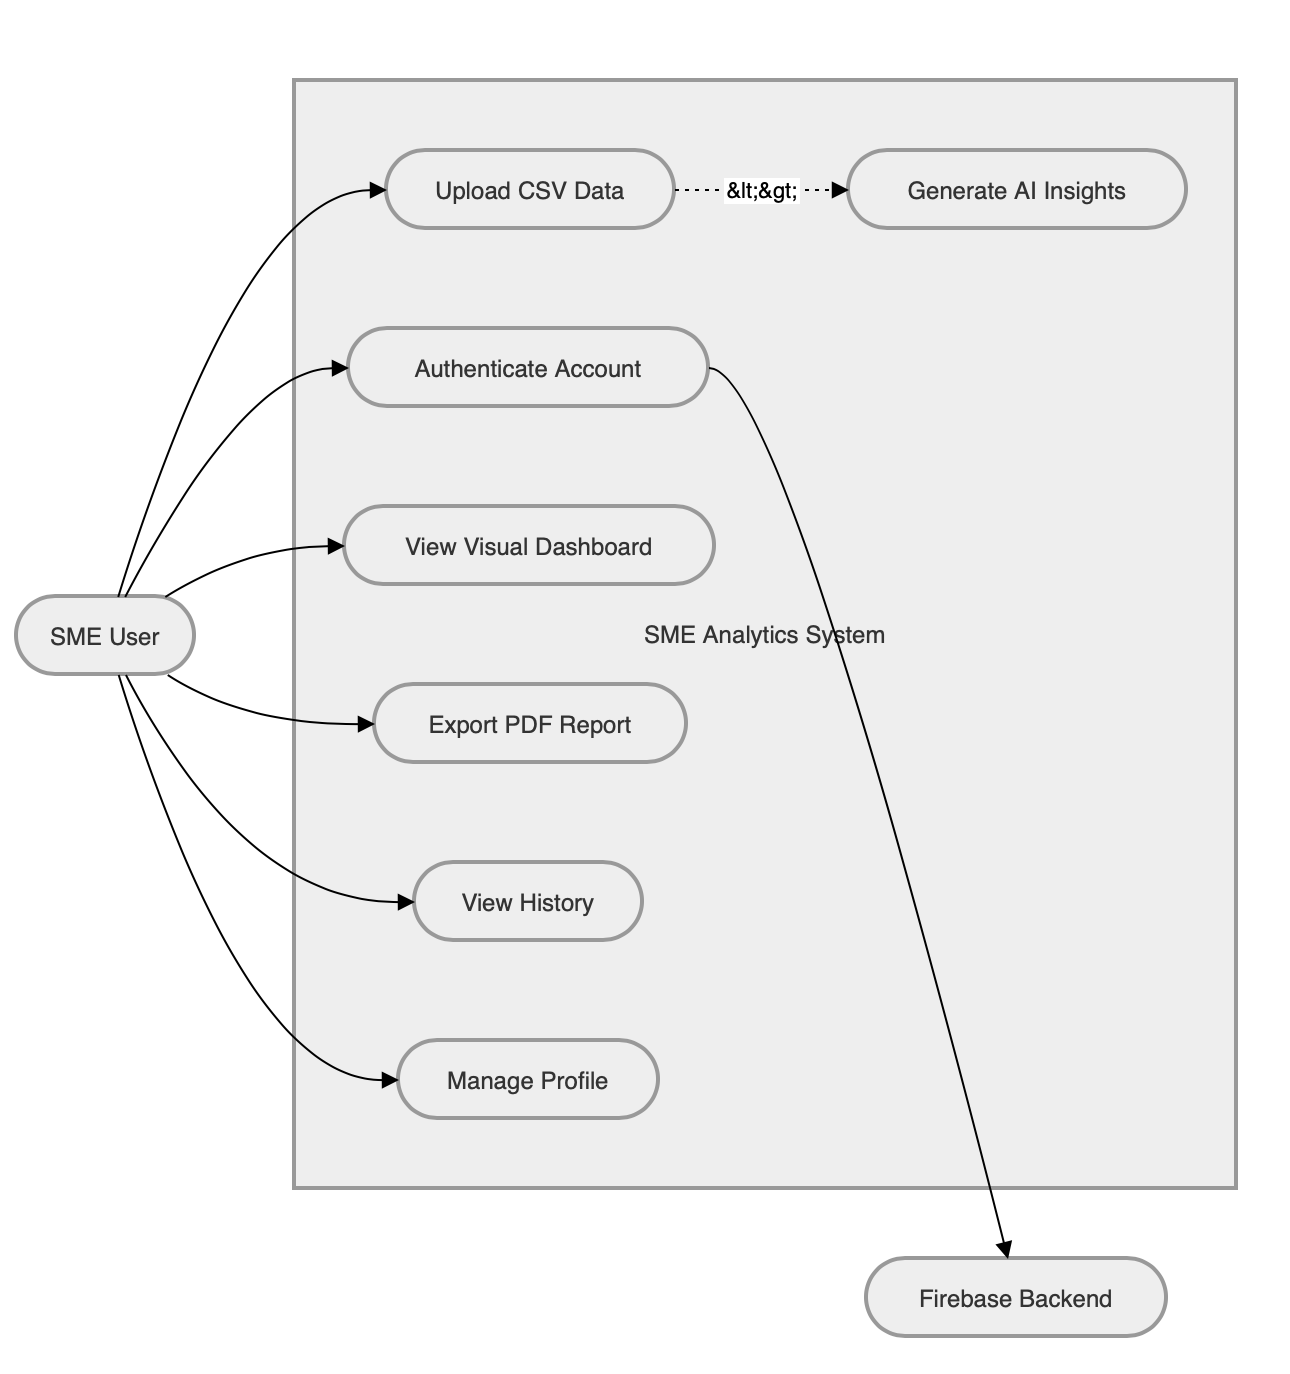 Upload CSV Data
&lt;&gt;
Generate AI Insights
Authenticate Account
View Visual Dashboard
SME User
SME Analytics System
Export PDF Report
View History
Manage Profile
Firebase Backend